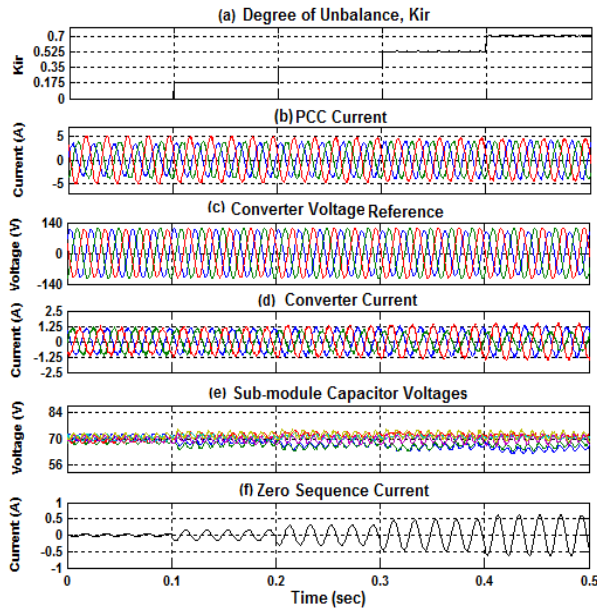 (a) Degree of Unbalance, Kir
Kir
0.7
0.525
0.35
0.175
0
(b) PCC Current
Current (A)
5
0
-5
(c) Converter Voltage Reference
Voltage (V)
140
0
-140
(d) Converter Current
Current (A)
2.5
1.25
0
-1.25
-2.5
(e) Sub-module Capacitor Voltages
Voltage (V)
84
70
56
(f) Zero Sequence Current
Current (A)
1
0.5
0
-0.5
-1
0 0.1 0.2 0.3 0.4 0.5
Time (sec)